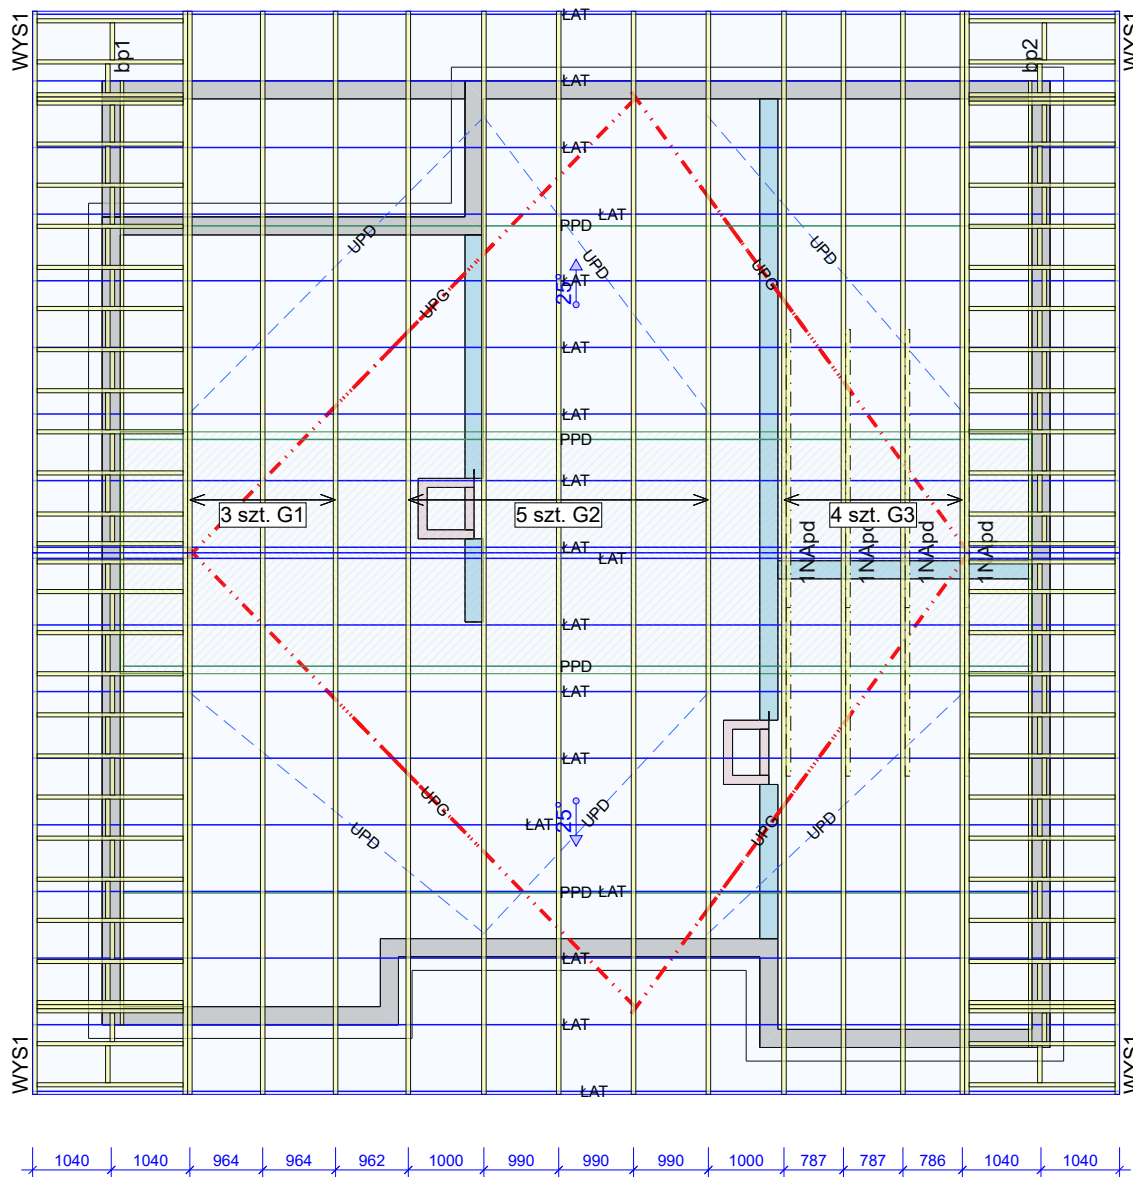 WYS1
ŁAT
WYS1
bp1
bp2
ŁAT
ŁAT
ŁAT
PPD
UPD
UPD
UPD
ŁAT
25°
UPG
UPG
ŁAT
ŁAT
PPD
ŁAT
3 szt. G1
5 szt. G2
4 szt. G3
1NApd
1NApd
1NApd
1NApd
ŁAT
ŁAT
ŁAT
PPD
ŁAT
ŁAT
UPG
UPG
UPD
ŁAT
25°
UPD
UPD
PPD
ŁAT
ŁAT
ŁAT
WYS1
ŁAT
WYS1
1040 1040 964 964 962 1000 990 990 990 1000 787 787 786 1040 1040